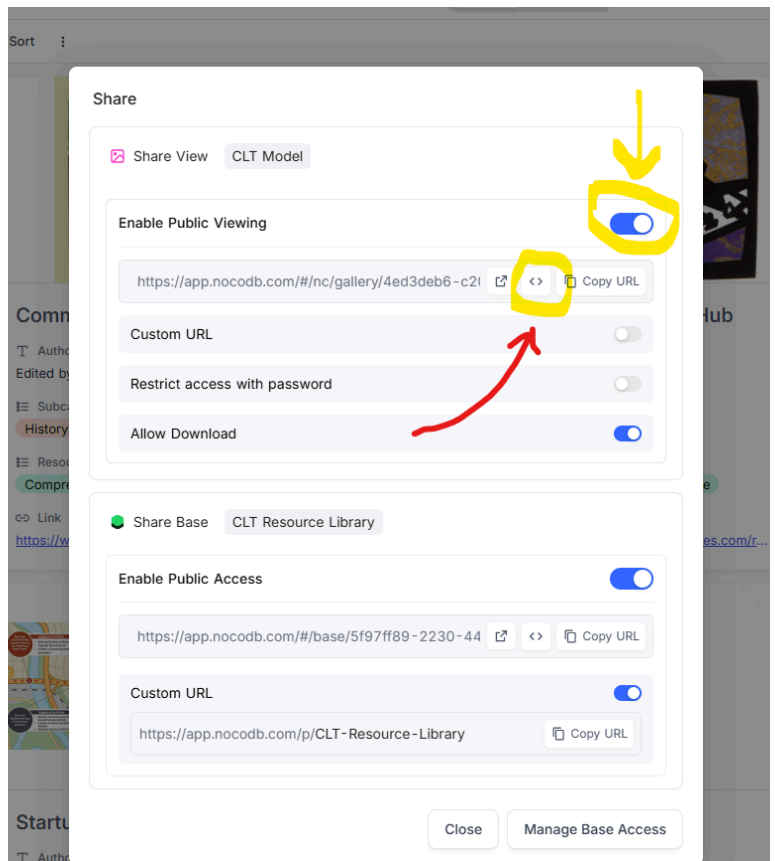 Sort
Share
Share View CLT Model
Enable Public Viewing
https://app.nocodb.com/#/nc/gallery/4ed3deb6-c2 <> Copy URL
Custom URL
Restrict access with password
Allow Download
Share Base CLT Resource Library
Enable Public Access
https://app.nocodb.com/#/base/5f97ff89-2230-44 <> Copy URL
Custom URL
https://app.nocodb.com/p/CLT-Resource-Library Copy URL
Close Manage Base Access
Comm
Hub
T Autho
Edited by
Subca
History
Resou
Compre
e
Link
https://w
es.com/r...
Startu
T Autho